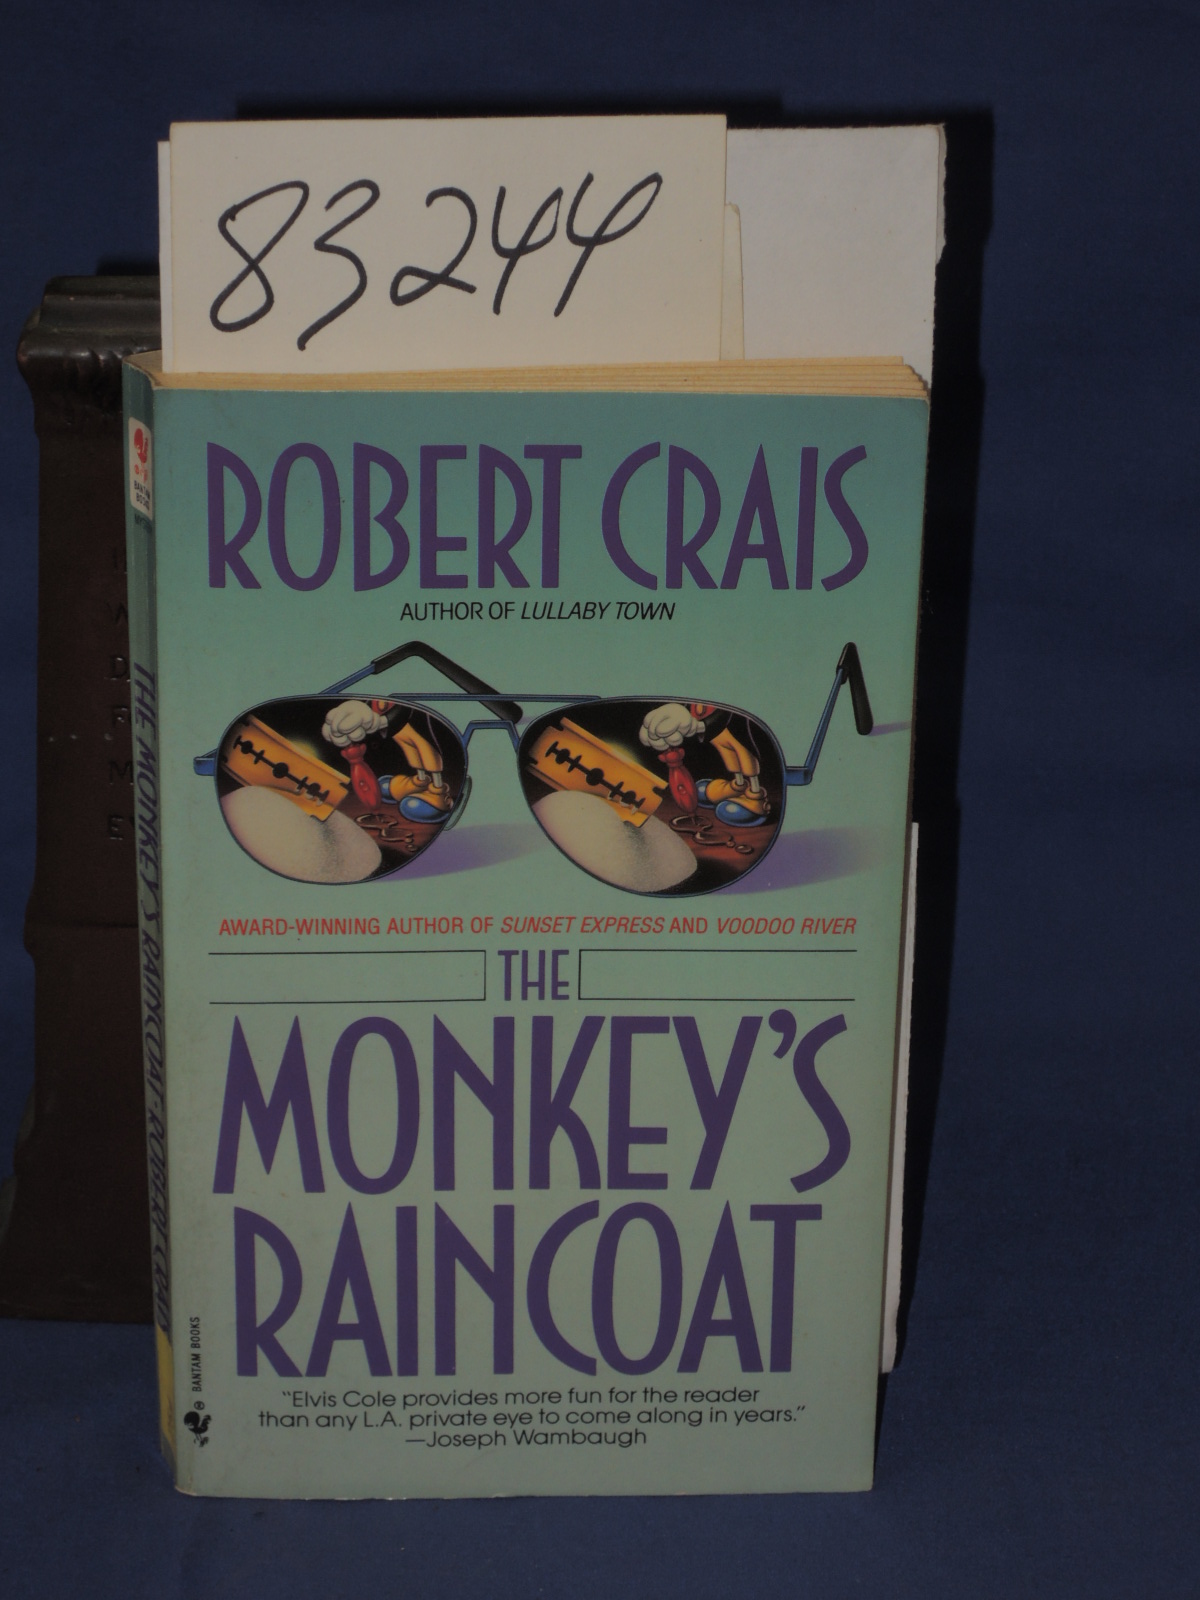 83244
ROBERT CRAIS
AUTHOR OF LULLABY TOWN
AWARD-WINNING AUTHOR OF SUNSET EXPRESS AND VOODOO RIVER
THE
MONKEY'S
RAINCOAT
"Elvis Cole provides more fun for the reader
than any L.A. private eye to come along in years."
—Joseph Wambaugh
BANTAM BOOKS
BANTAM
BOOKS
THE MONKEY'S RAINCOAT · ROBERT CRAIS